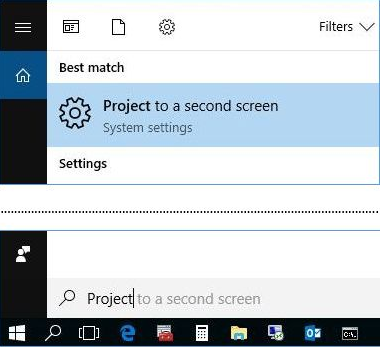 Filters
Best match
Project to a second screen
System settings
Settings
Project to a second screen